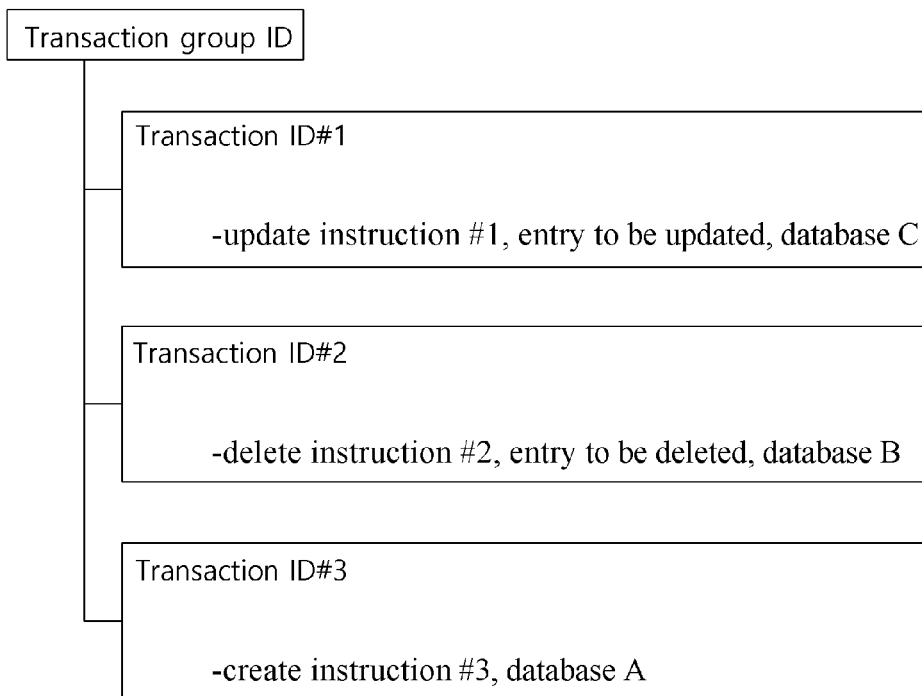 Transaction group ID
Transaction ID#1
-update instruction #1, entry to be updated, database C
Transaction ID#2
-delete instruction #2, entry to be deleted, database B
Transaction ID#3
-create instruction #3, database A